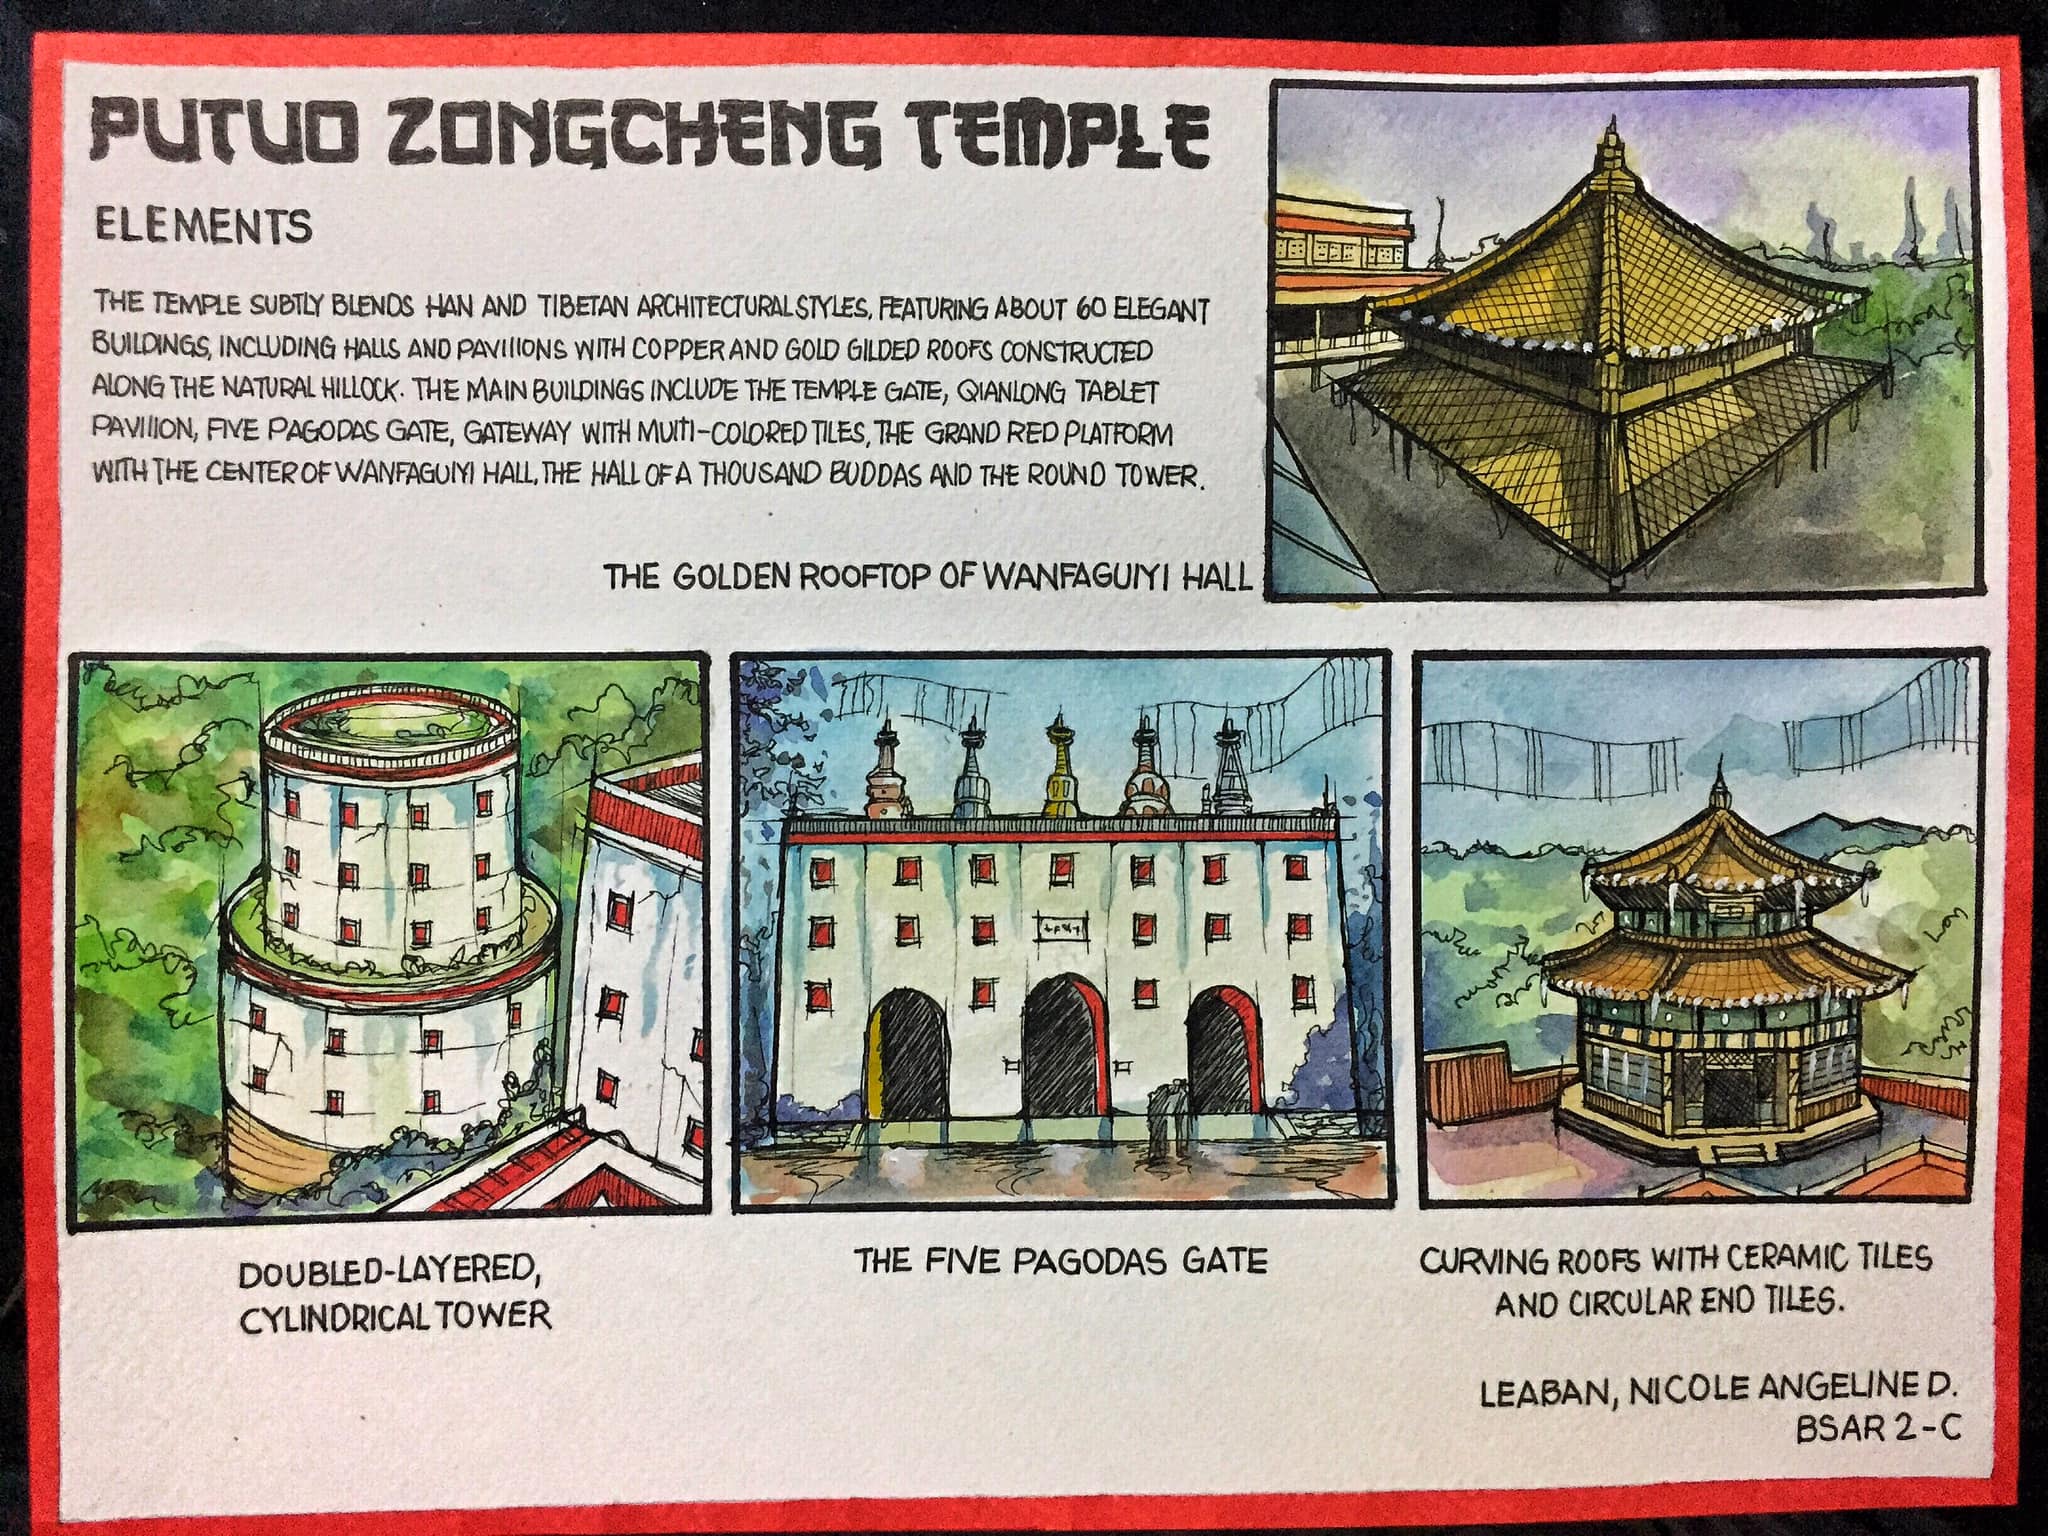 PUTUO ZONGCHENG TEMPLE
ELEMENTS
THE TEMPLE SUBTLY BLENDS HAN AND TIBETAN ARCHITECTURAL STYLES, FEATURING ABOUT 60 ELEGANT
BUILDINGS, INCLUDING HALLS AND PAVILIONS WITH COPPER AND GOLD GILDED ROOFS CONSTRUCTED
ALONG THE NATURAL HILLOCK. THE MAIN BUILDINGS INCLUDE THE TEMPLE GATE, QIANLONG TABLET
PAVILION, FIVE PAGODAS GATE, GATEWAY WITH MULTI-COLORED TILES, THE GRAND RED PLATFORM
WITH THE CENTER OF WANFAGUIYI HALL, THE HALL OF A THOUSAND BUDDAS AND THE ROUND TOWER.
THE GOLDEN ROOFTOP OF WANFAGUIYI HALL
DOUBLED-LAYERED,
CYLINDRICAL TOWER
THE FIVE PAGODAS GATE
CURVING ROOFS WITH CERAMIC TILES
AND CIRCULAR END TILES.
LEABAN, NICOLE ANGELINE D.
BSAR 2-C